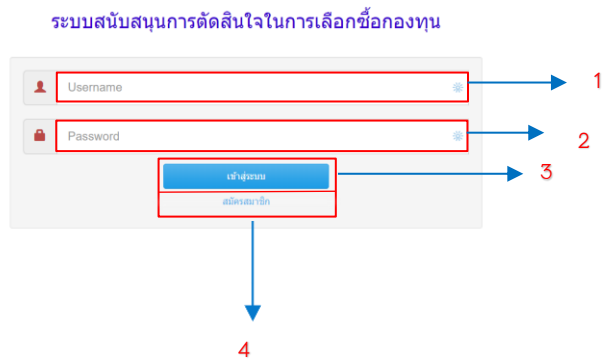 ระบบสนับสนุนการตัดสินใจในการเลือกซื้อกองทุน
Username
1
Password
2
เข้าสู่ระบบ
3
สมัครสมาชิก
4